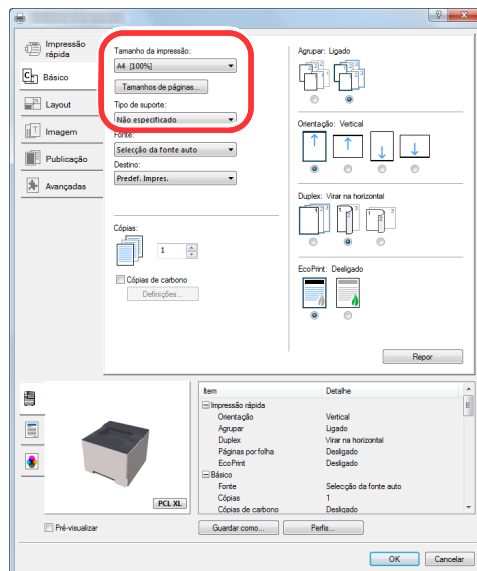 Impressão
rápida
Básico
Layout
Imagem
Publicação
Avançadas
Tamanho da impressão:
A4 [100%]
Tamanhos de páginas...
Tipo de suporte:
Não especificado
Fonte:
Selecção da fonte auto
Destino:
Predef. Impres.
Cópias:
1
Cópias de carbono
Definições...
Agrupar: Ligado
Orientação: Vertical
Duplex: Virar na horizontal
EcoPrint: Desligado
Repor
PCL XL
Pré-visualizar
Item Detalhe
Impressão rápida
Orientação Vertical
Agrupar Ligado
Duplex Virar na horizontal
Páginas por folha Desligado
EcoPrint Desligado
Básico
Fonte Selecção da fonte auto
Cópias 1
Cópias de carbono Desligado
Guardar como... Perfis...
OK Cancelar